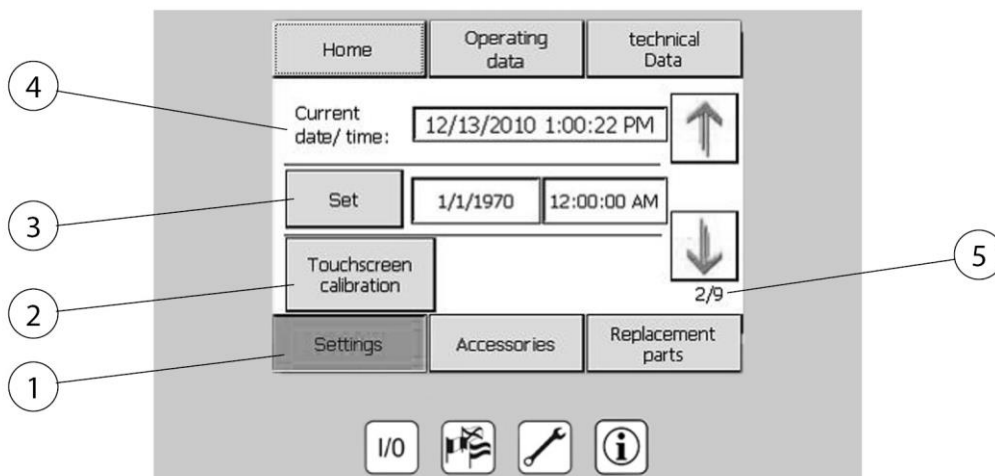 Home
Operating
data
technical
Data
4
Current
date/ time:
12/13/2010 1:00:22 PM
3
Set
1/1/1970
12:00:00 AM
5
2
Touchscreen
calibration
2/9
1
Settings
Accessories
Replacement
parts
I/0
i